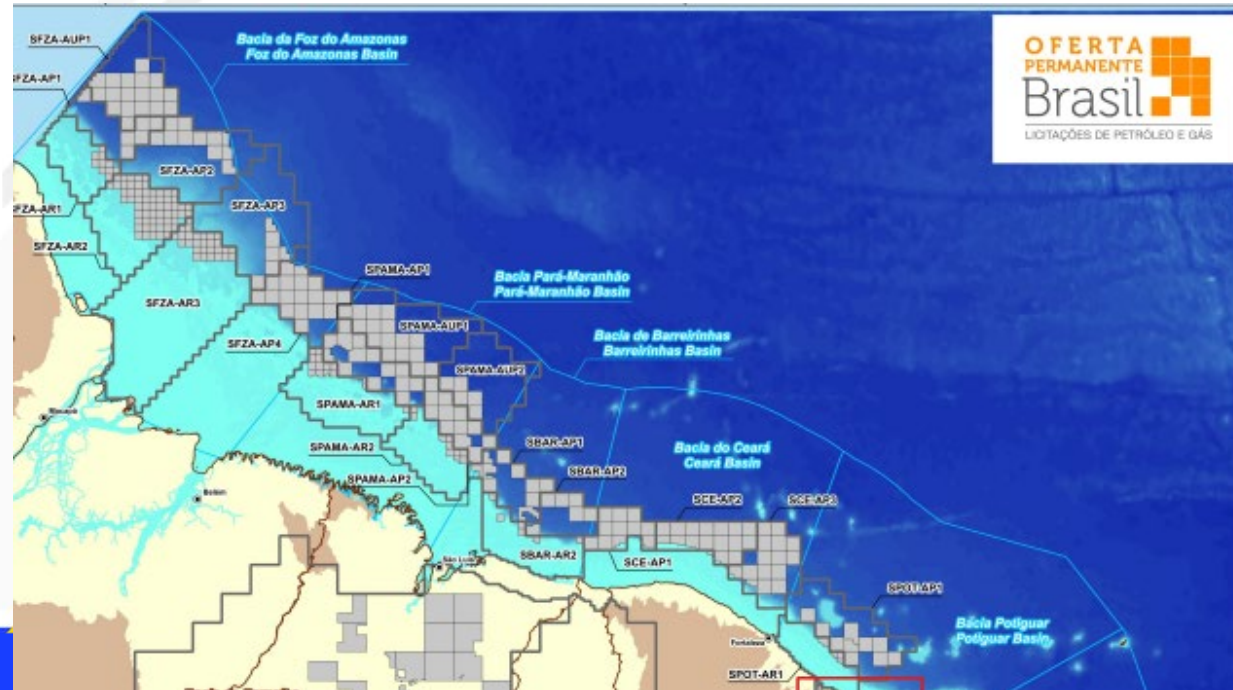 OFERTA
PERMANENTE
Brasil
LICITAÇÕES DE PETRÓLEO E GÁS
SFZA-AUP1
Bacia da Foz do Amazonas
Foz do Amazonas Basin
SFZA-AP1
SFZA-AP2
SFZA-AR1
SFZA-AP3
SFZA-AR2
SPAMA-AP1
Bacia Pará-Maranhão
Pará-Maranhão Basin
SFZA-AR3
SPAMA-AUP1
Bacia de Barreirinhas
Barreirinhas Basin
SFZA-AP4
SPAMA-AUP2
SPAMA-AR1
Macapá
SBAR-AP1
Bacia do Ceará
Ceará Basin
SPAMA-AR2
SBAR-AP2
SPAMA-AP2
Belém
SCE-AP2
SCE-AP3
SBAR-AR2
SCE-AP1
São Luís
SPOT-AP1
Bacia Potiguar
Potiguar Basin
Fortaleza
SPOT-AR1